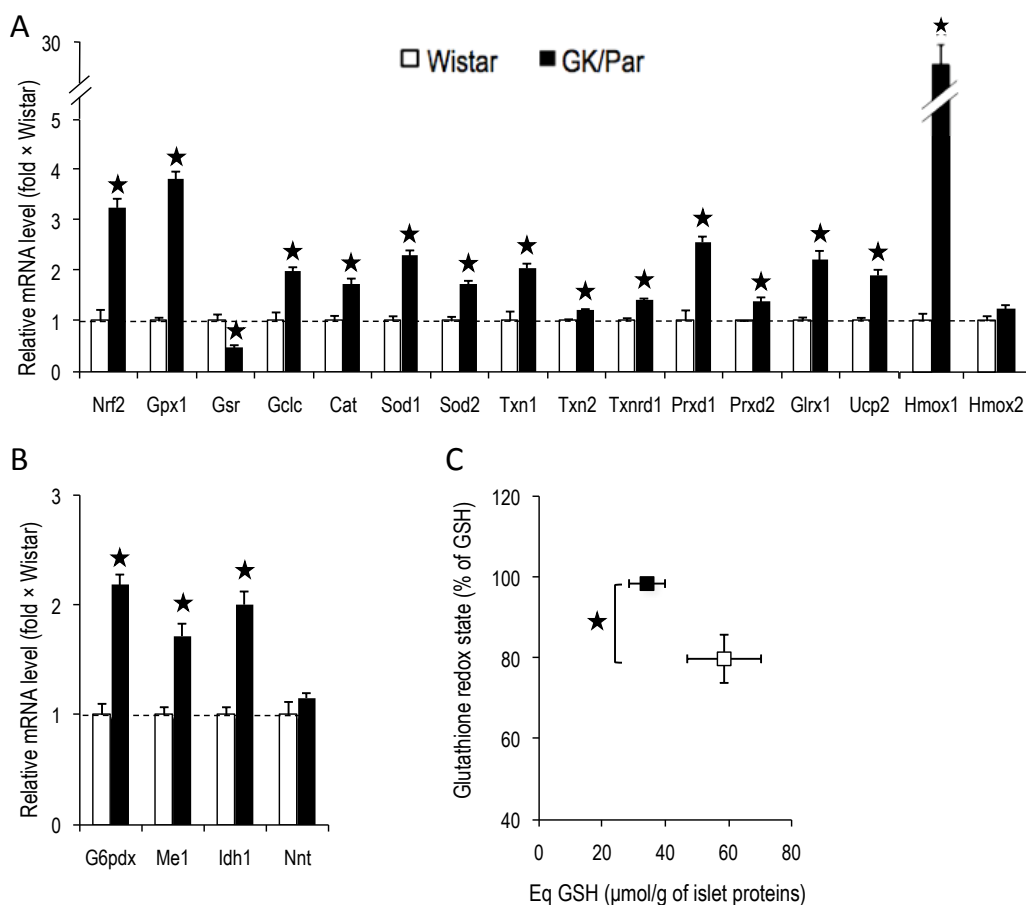 A
Relative mRNA level (fold × Wistar)
30
5
4
3
2
1
0
Wistar GK/Par
Nrf2 Gpx1 Gsr Gclc Cat Sod1 Sod2 Txn1 Txn2 Txnrd1 Prxd1 Prxd2 Glrx1 Ucp2 Hmox1 Hmox2
B
Relative mRNA level (fold × Wistar)
3
2
1
0
G6pdx Me1 Idh1 Nnt
C
Glutathione redox state (% of GSH)
120
100
80
60
40
0 20 40 60 80
Eq GSH (µmol/g of islet proteins)